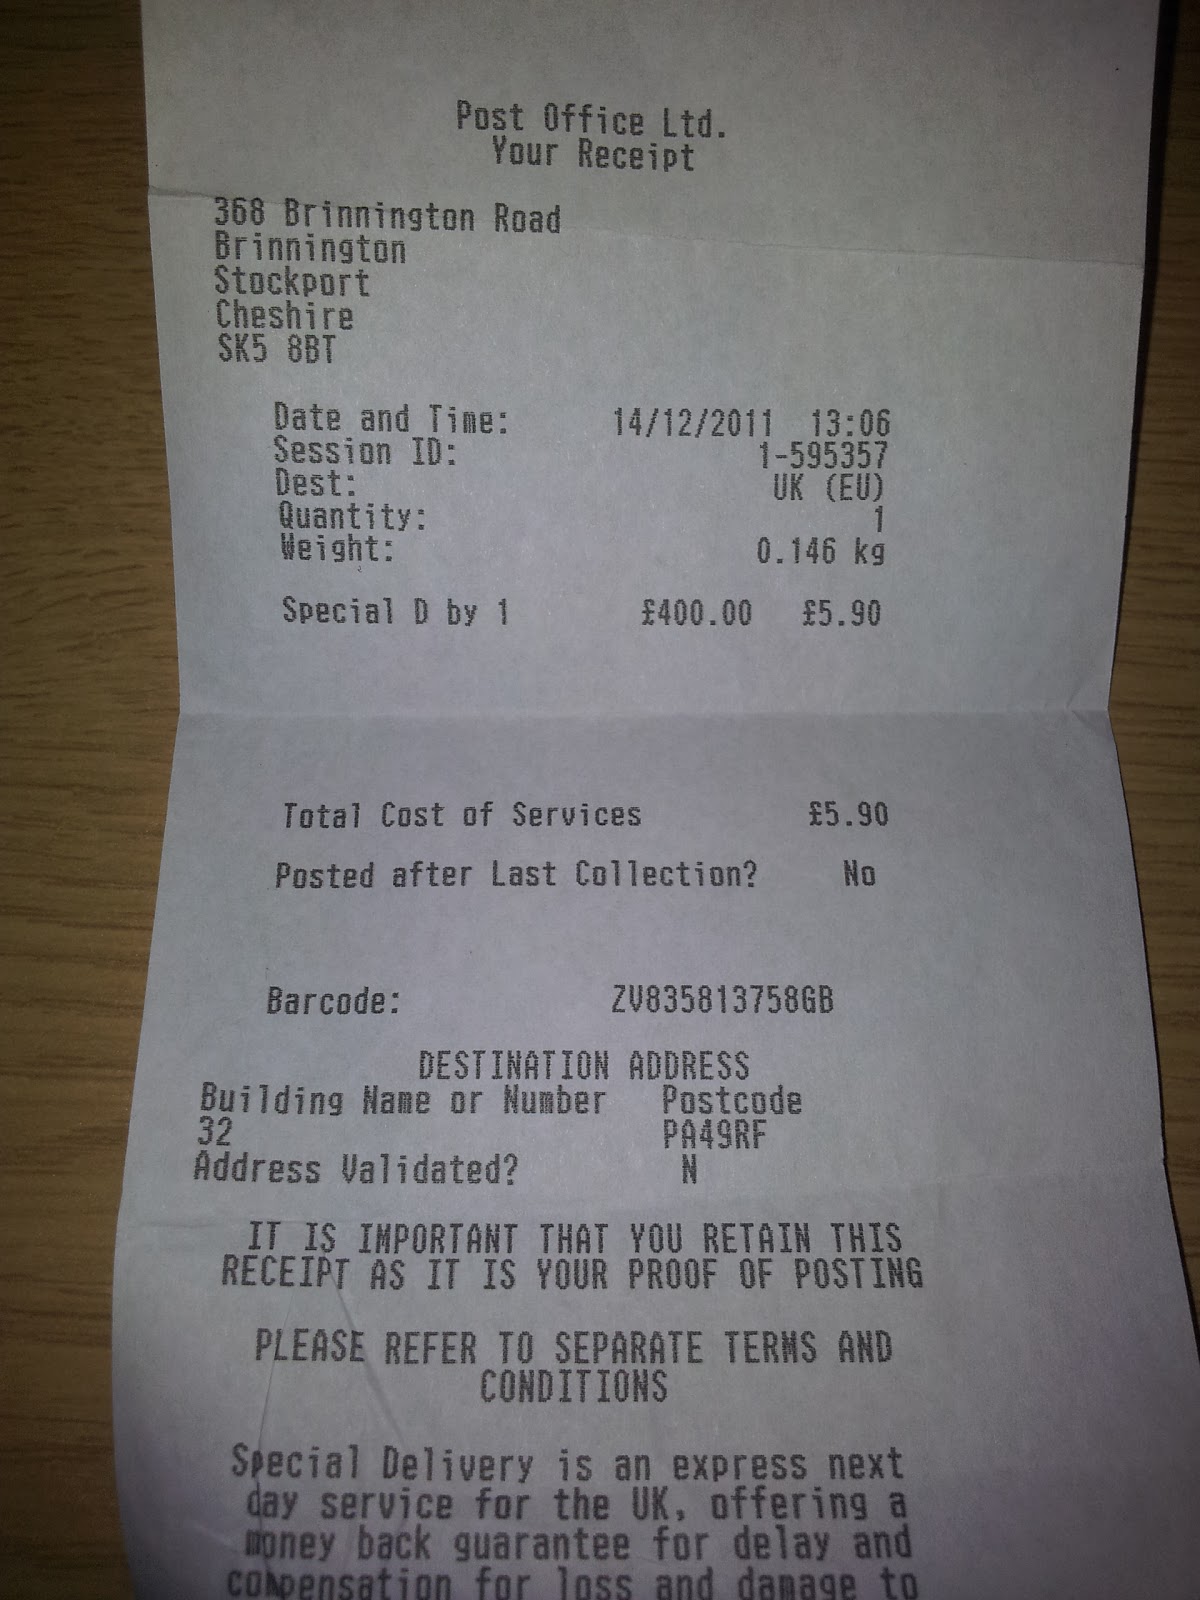 Post Office Ltd.
Your Receipt
368 Brinnington Road
Brinnington
Stockport
Cheshire
SK5 8BT
Date and Time: 14/12/2011 13:06
Session ID: 1-595357
Dest: UK (EU)
Quantity: 1
Weight: 0.146 kg
Special D by 1 £400.00 £5.90
Total Cost of Services £5.90
Posted after Last Collection? No
Barcode: ZV835813758GB
DESTINATION ADDRESS
Building Name or Number Postcode
32 PA49RF
Address Validated? N
IT IS IMPORTANT THAT YOU RETAIN THIS
RECEIPT AS IT IS YOUR PROOF OF POSTING
PLEASE REFER TO SEPARATE TERMS AND
CONDITIONS
Special Delivery is an express next
day service for the UK, offering a
money back guarantee for delay and
compensation for loss and damage to